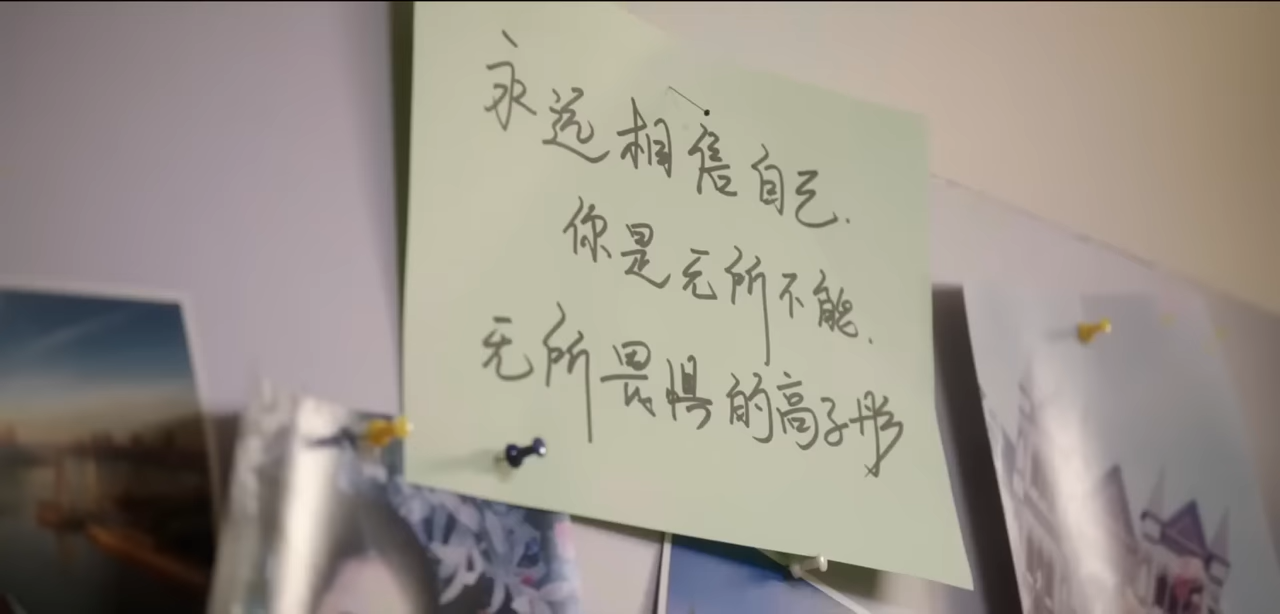 永远相信自己.
你是无所不能.
无所畏惧的高子彤